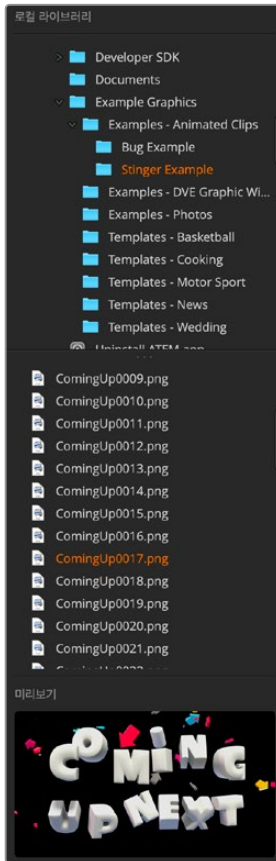 로컬 라이브러리
Developer SDK
Documents
Example Graphics
Examples - Animated Clips
Bug Example
Stinger Example
Examples - DVE Graphic Wi...
Examples - Photos
Templates - Basketball
Templates - Cooking
Templates - Motor Sport
Templates - News
Templates - Wedding
Uninstall ATEM.app
ComingUp0009.png
ComingUp0010.png
ComingUp0011.png
ComingUp0012.png
ComingUp0013.png
ComingUp0014.png
ComingUp0015.png
ComingUp0016.png
ComingUp0017.png
ComingUp0018.png
ComingUp0019.png
ComingUp0020.png
ComingUp0021.png
미리보기
COMING
UP NEXT